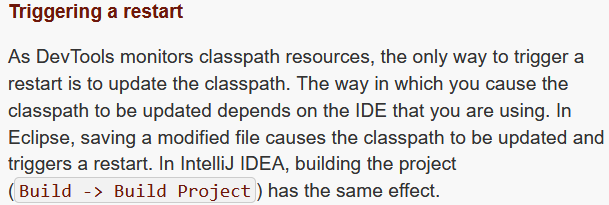 Triggering a restart
As DevTools monitors classpath resources, the only way to trigger a
restart is to update the classpath. The way in which you cause the
classpath to be updated depends on the IDE that you are using. In
Eclipse, saving a modified file causes the classpath to be updated and
triggers a restart. In IntelliJ IDEA, building the project
(Build -> Build Project) has the same effect.